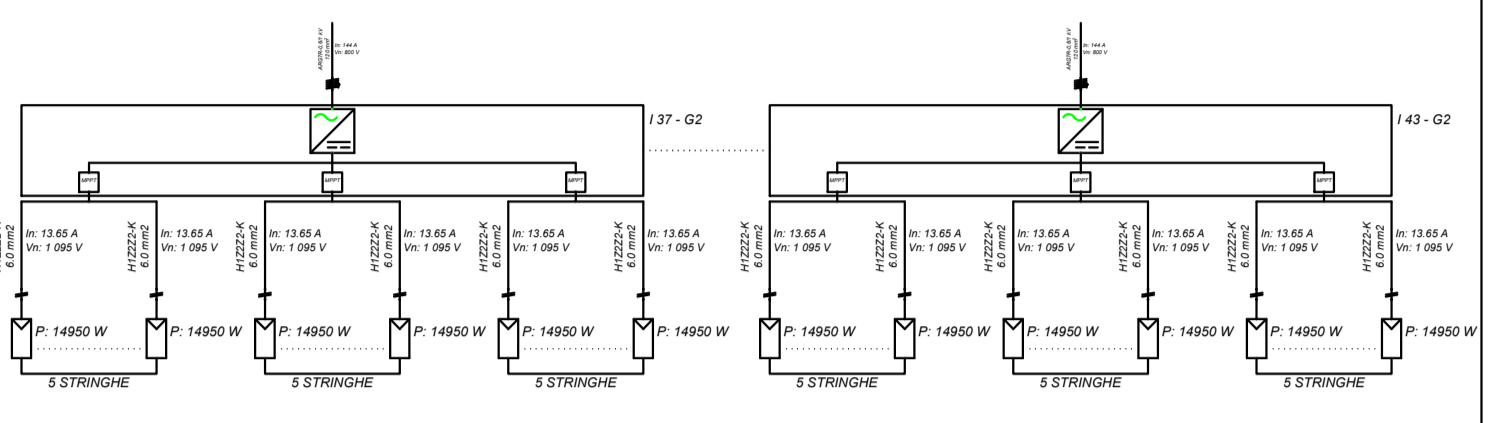 ARG7R-0,6/1 KV
120mm²
In: 144 A
Vn: 800 V
I 37 - G2
MPPT
MPPT
MPPT
6.0 mm2
In: 13.65 A
Vn: 1 095 V
H1Z2Z2-K
6.0 mm2
In: 13.65 A
Vn: 1 095 V
H1Z2Z2-K
6.0 mm2
In: 13.65 A
Vn: 1 095 V
H1Z2Z2-K
6.0 mm2
In: 13.65 A
Vn: 1 095 V
H1Z2Z2-K
6.0 mm2
In: 13.65 A
Vn: 1 095 V
H1Z2Z2-K
6.0 mm2
In: 13.65 A
Vn: 1 095 V
P: 14950 W
P: 14950 W
P: 14950 W
P: 14950 W
P: 14950 W
P: 14950 W
5 STRINGHE
5 STRINGHE
5 STRINGHE
ARG7R-0,6/1 KV
120mm²
In: 144 A
Vn: 800 V
I 43 - G2
MPPT
MPPT
MPPT
H1Z2Z2-K
6.0 mm2
In: 13.65 A
Vn: 1 095 V
H1Z2Z2-K
6.0 mm2
In: 13.65 A
Vn: 1 095 V
H1Z2Z2-K
6.0 mm2
In: 13.65 A
Vn: 1 095 V
H1Z2Z2-K
6.0 mm2
In: 13.65 A
Vn: 1 095 V
H1Z2Z2-K
6.0 mm2
In: 13.65 A
Vn: 1 095 V
H1Z2Z2-K
6.0 mm2
In: 13.65 A
Vn: 1 095 V
P: 14950 W
P: 14950 W
P: 14950 W
P: 14950 W
P: 14950 W
P: 14950 W
5 STRINGHE
5 STRINGHE
5 STRINGHE